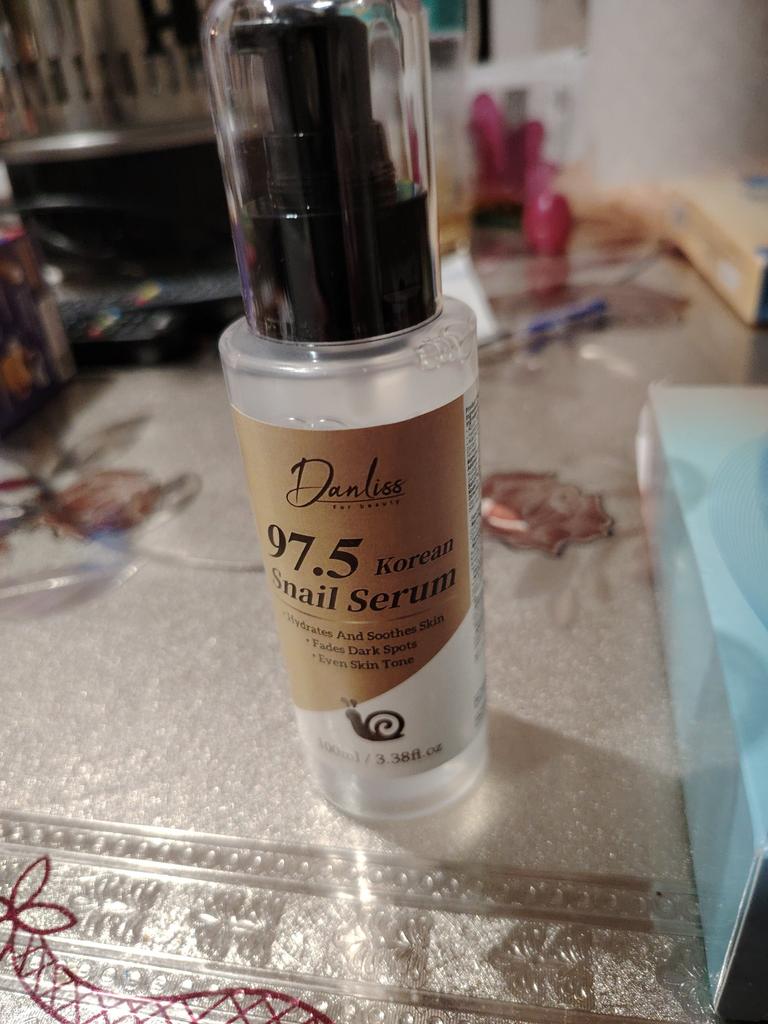 Danliss
for beauty
97.5 Korean
Snail Serum
• Hydrates And Soothes Skin
• Fades Dark Spots
• Even Skin Tone
100ml / 3.38fl.oz